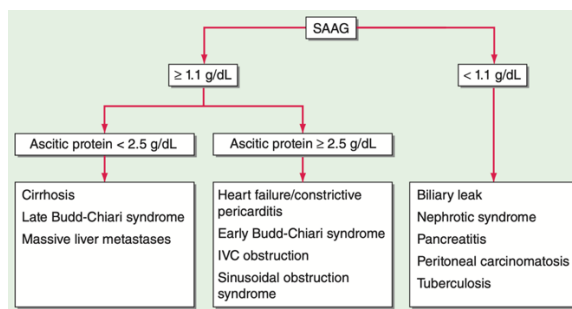 SAAG
≥ 1.1 g/dL
< 1.1 g/dL
Ascitic protein < 2.5 g/dL
Ascitic protein ≥ 2.5 g/dL
Cirrhosis
Late Budd-Chiari syndrome
Massive liver metastases
Heart failure/constrictive
pericarditis
Early Budd-Chiari syndrome
IVC obstruction
Sinusoidal obstruction
syndrome
Biliary leak
Nephrotic syndrome
Pancreatitis
Peritoneal carcinomatosis
Tuberculosis